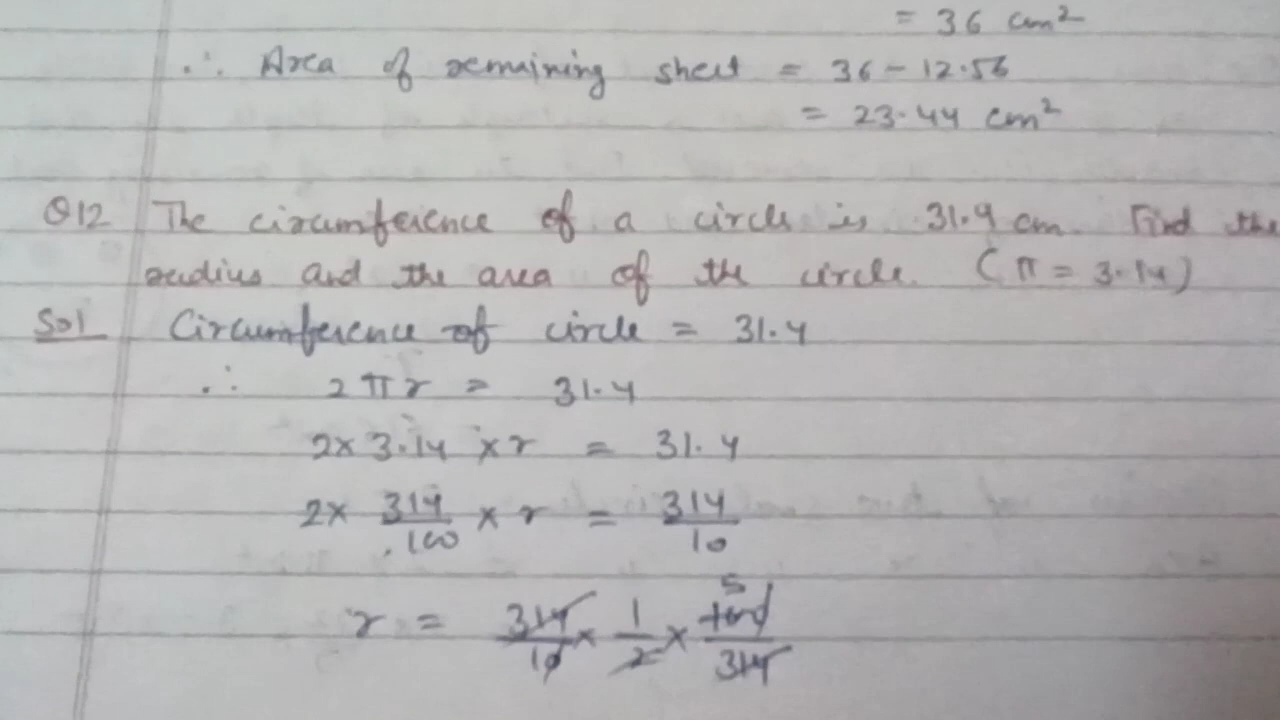 = 36 cm²
∴ Area of remaining sheet = 36 - 12.56
= 23.44 cm²
Q12 The circumference of a circle is 31.4 cm. Find the
radius and the area of the circle. (π = 3.14)
Sol Circumference of circle = 31.4
∴ 2πr = 31.4
2 × 3.14 × r = 31.4
2 × 314/100 × r = 314/10
r = 314/10 × 1/2 × 100/314 5